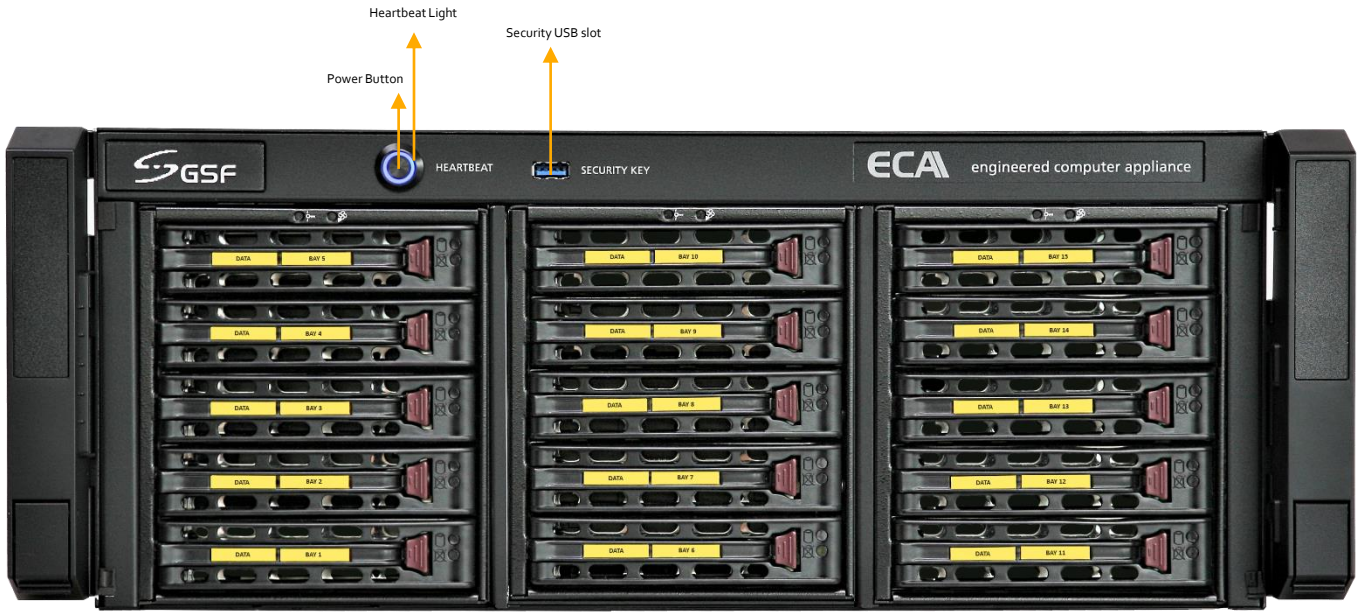 Heartbeat Light
Security USB slot
Power Button
GSF
HEARTBEAT
SECURITY KEY
ECA
engineered computer appliance
DATA BAY 5
DATA BAY 4
DATA BAY 3
DATA BAY 2
DATA BAY 1
DATA BAY 10
DATA BAY 9
DATA BAY 8
DATA BAY 7
DATA BAY 6
DATA BAY 15
DATA BAY 14
DATA BAY 13
DATA BAY 12
DATA BAY 11